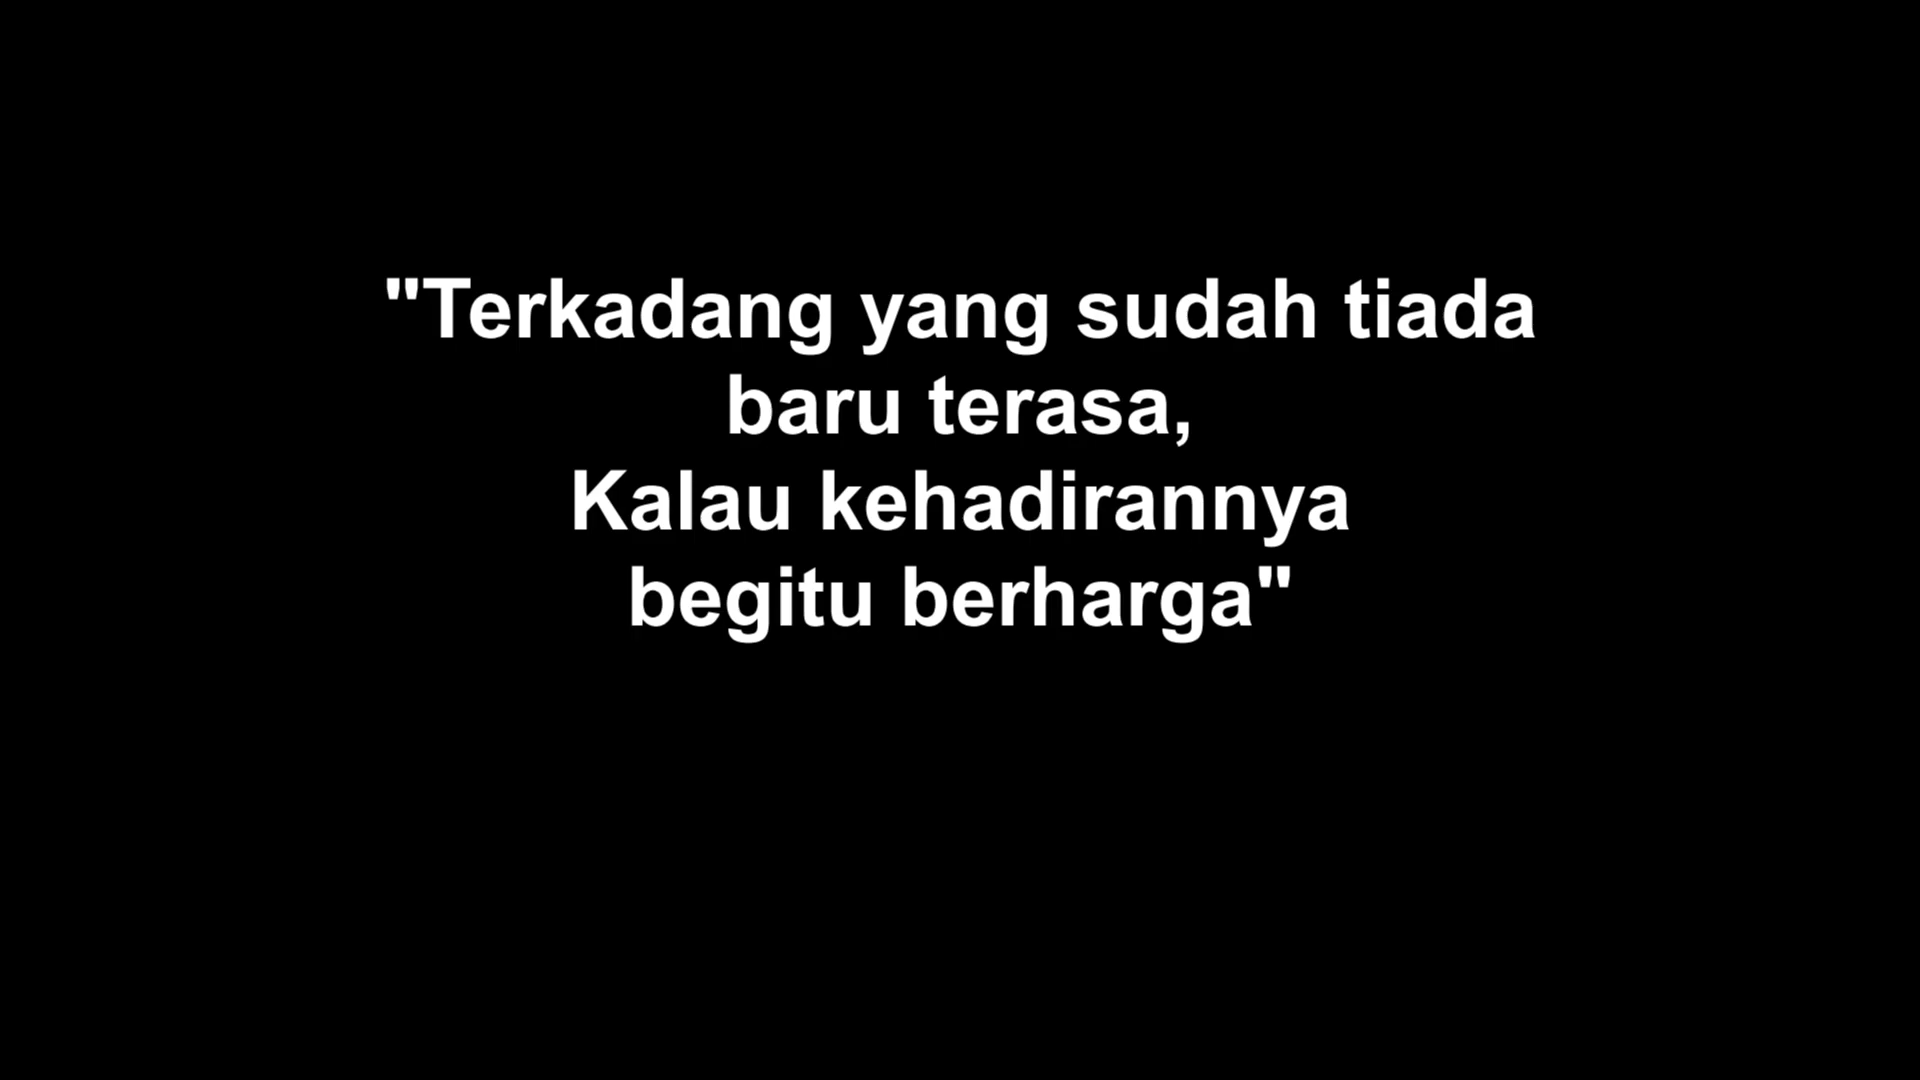 "Terkadang yang sudah tiada
baru terasa,
Kalau kehadirannya
begitu berharga"